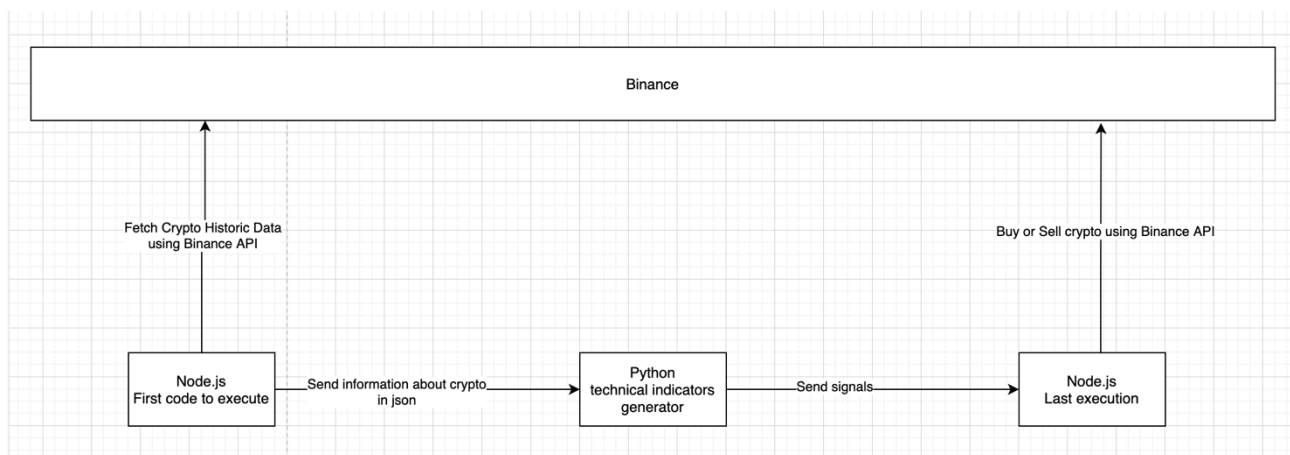 Binance
Fetch Crypto Historic Data
using Binance API
Buy or Sell crypto using Binance API
Node.js
First code to execute
Send information about crypto
in json
Python
technical indicators
generator
Send signals
Node.js
Last execution